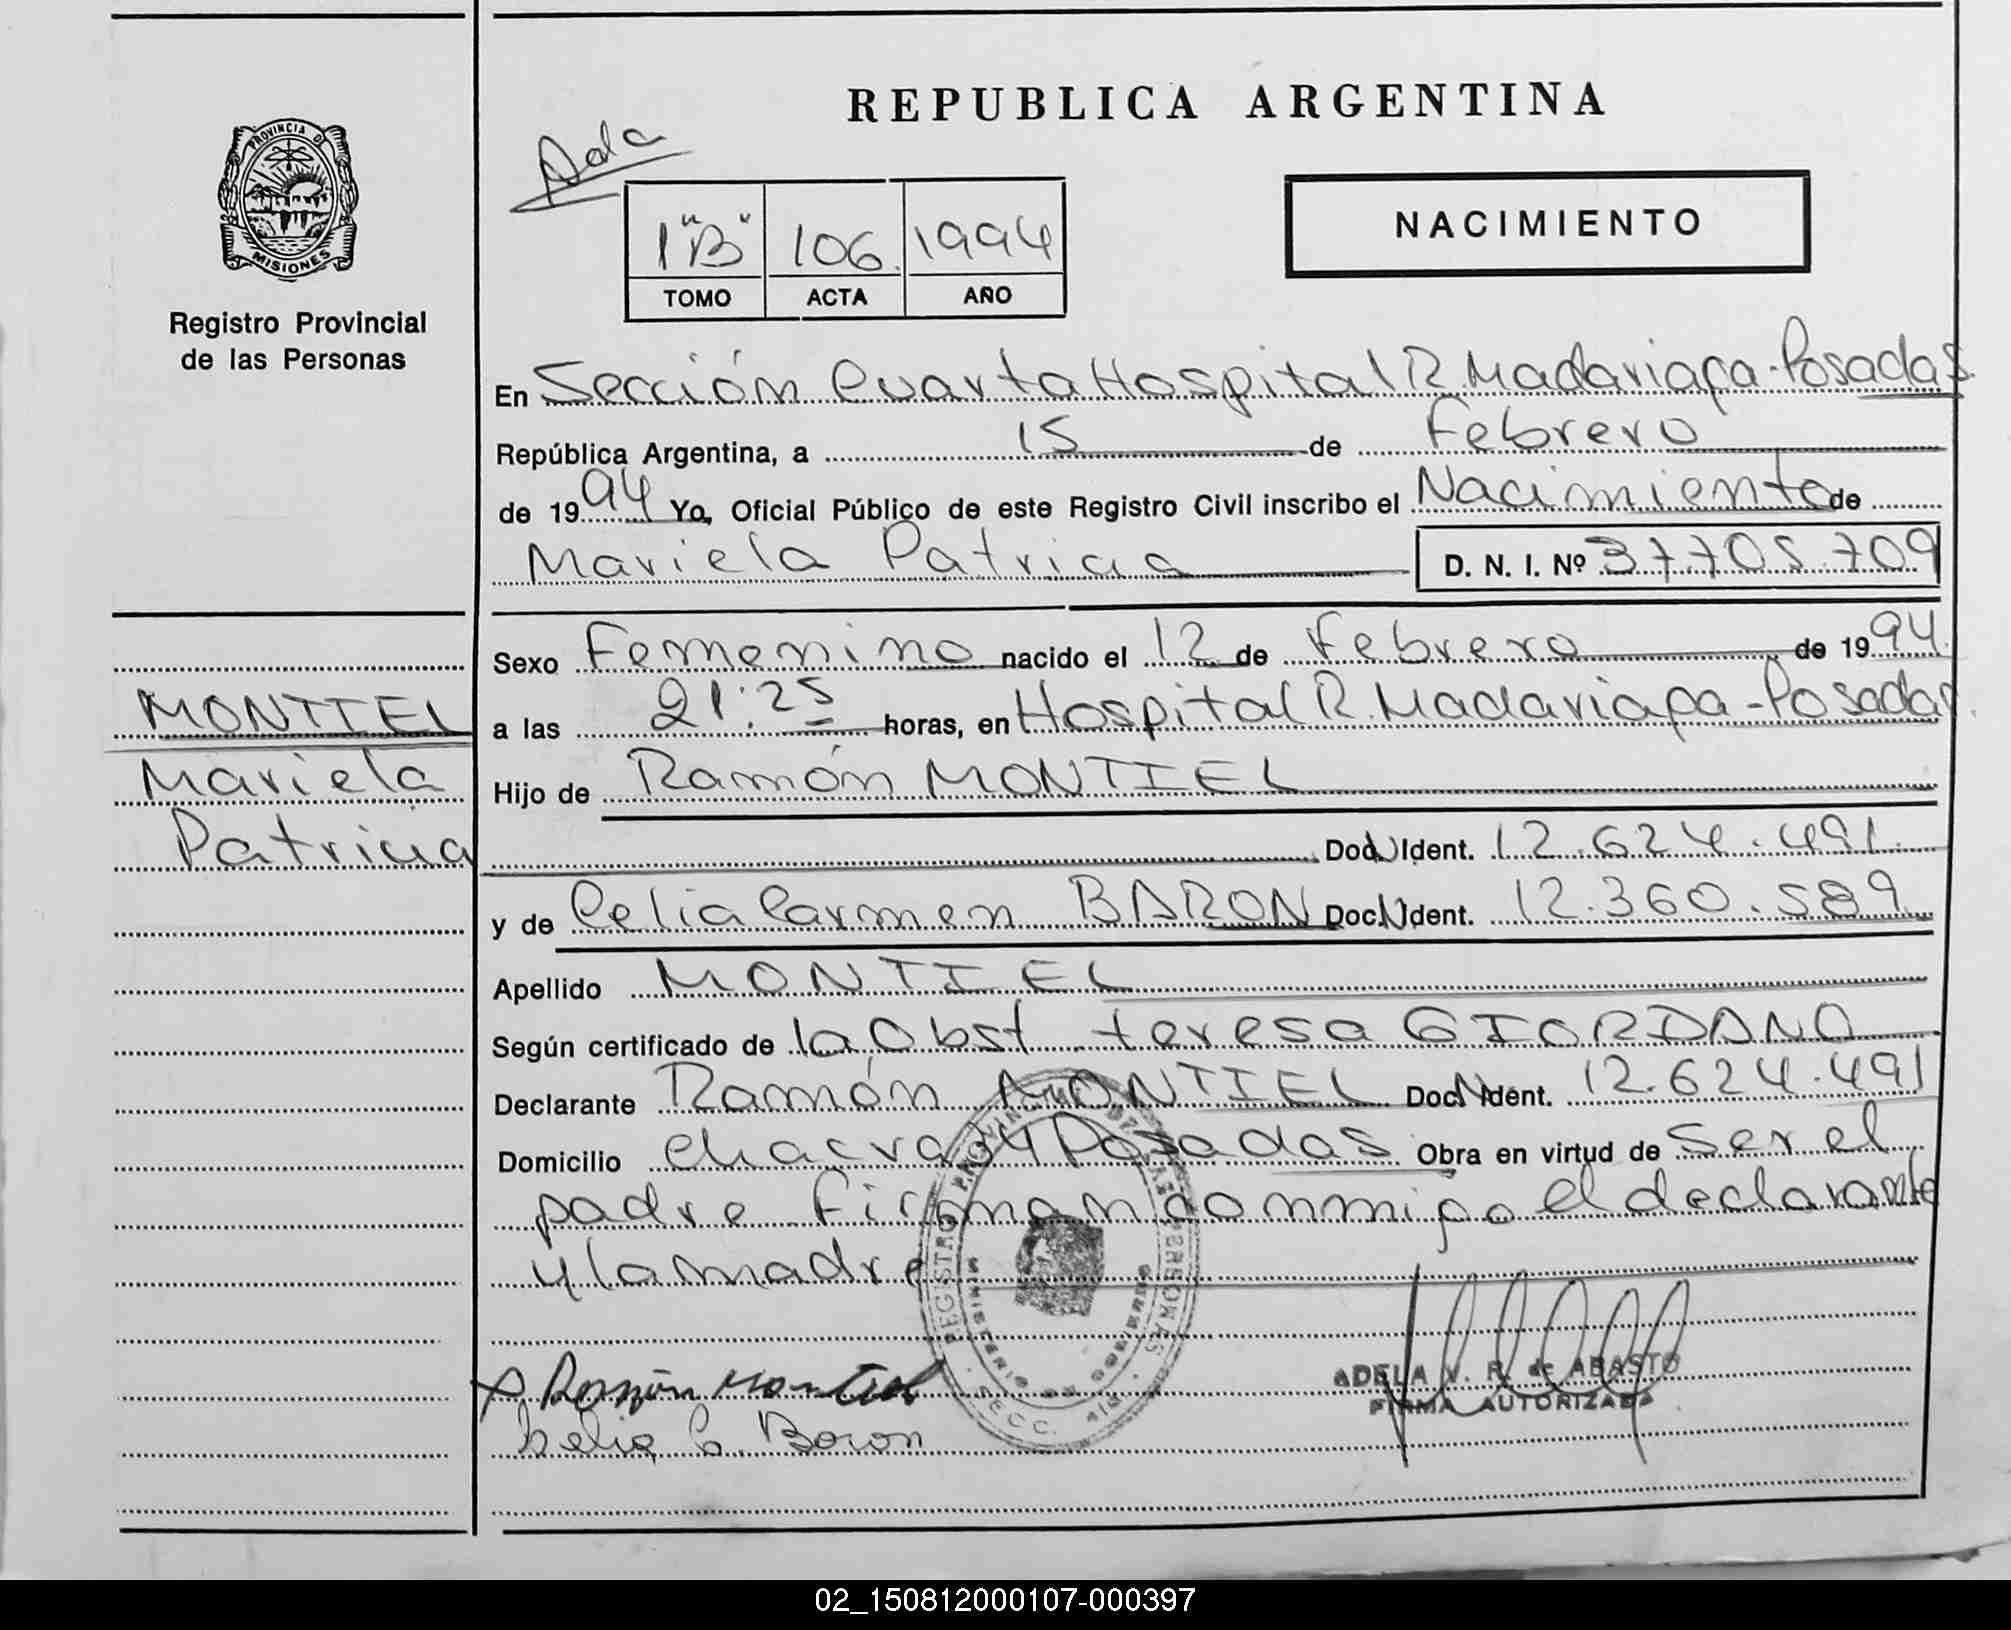 REPUBLICA ARGENTINA
PROVINCIA D
MISIONES
Registro Provincial
de las Personas
Ada
1 "B" 106 1994
TOMO ACTA AÑO
NACIMIENTO
En Sección Cuarta Hospital R. Madariaga - Posadas
República Argentina, a 15 de Febrero
de 1994 Yo, Oficial Público de este Registro Civil inscribo el Nacimiento de
Mariela Patricia D. N. I. Nº 37.705.709
Sexo Femenino nacido el 12 de Febrero de 1994
a las 21:25 horas, en Hospital R. Madariaga - Posadas
Hijo de Ramón MONTIEL
Doc. N Ident. 12.624.491
y de Celia Carmen BARON Doc. N Ident. 12.360.589
Apellido MONTIEL
Según certificado de la Obst teresa GIORDANO
Declarante Ramón MONTIEL Doc. N Ident. 12.624.491
Domicilio chacra 34 Posadas Obra en virtud de ser el
padre firman conmigo el declarante
y la madre
MONTIEL
Mariela
Patricia
Ramón Montiel
Celia C. Baron
ADELA V. R. de ABASTO
FIRMA AUTORIZADA
02_150812000107-000397